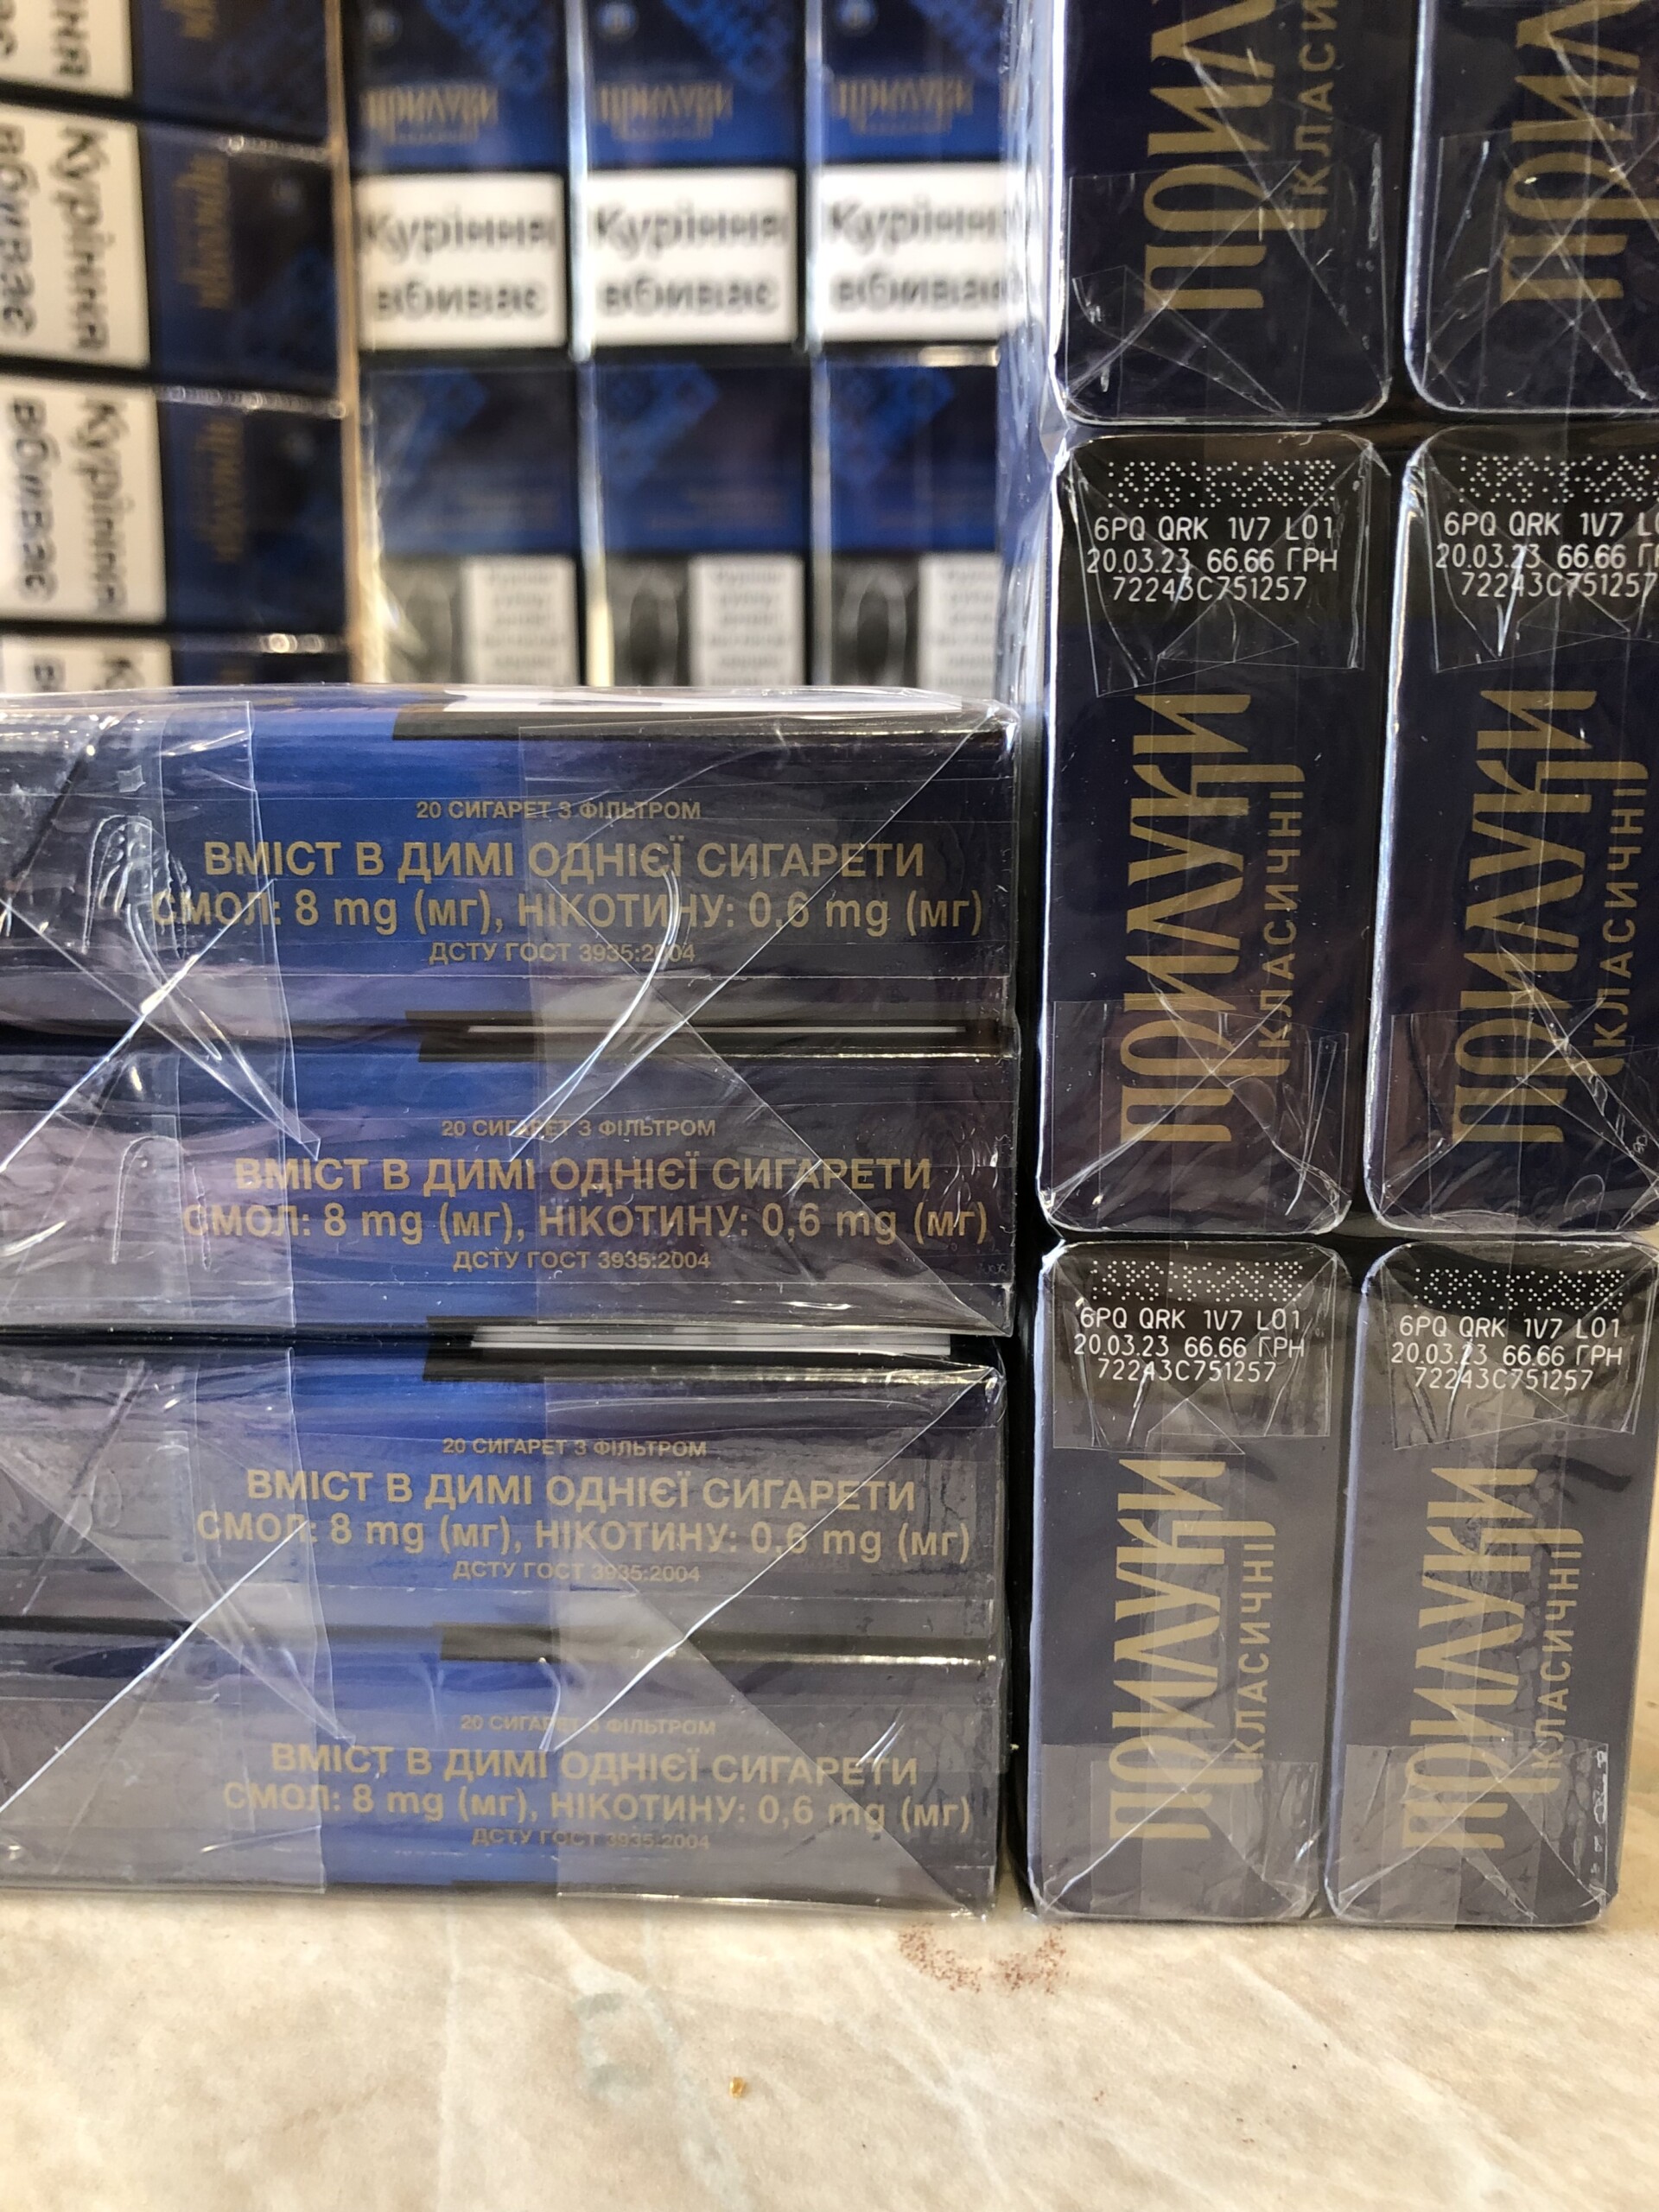 Куріння
вбиває
Куріння
вбиває
Куріння
вбиває
Куріння
вбиває
Куріння
вбиває
прилуки
прилуки
прилуки
20 СИГАРЕТ З ФІЛЬТРОМ
ВМІСТ В ДИМІ ОДНІЄЇ СИГАРЕТИ
СМОЛ: 8 mg (мг), НІКОТИНУ: 0,6 mg (мг)
ДСТУ ГОСТ 3935:2004
20 СИГАРЕТ З ФІЛЬТРОМ
ВМІСТ В ДИМІ ОДНІЄЇ СИГАРЕТИ
СМОЛ: 8 mg (мг), НІКОТИНУ: 0,6 mg (мг)
ДСТУ ГОСТ 3935:2004
20 СИГАРЕТ З ФІЛЬТРОМ
ВМІСТ В ДИМІ ОДНІЄЇ СИГАРЕТИ
СМОЛ: 8 mg (мг), НІКОТИНУ: 0,6 mg (мг)
ДСТУ ГОСТ 3935:2004
20 СИГАРЕТ З ФІЛЬТРОМ
ВМІСТ В ДИМІ ОДНІЄЇ СИГАРЕТИ
СМОЛ: 8 mg (мг), НІКОТИНУ: 0,6 mg (мг)
ДСТУ ГОСТ 3935:2004
6PQ QRK 1V7 L01
20.03.23 66.66 ГРН
72243C751257
ПРИЛУКИ
КЛАСИЧНІ
6PQ QRK 1V7
20.03.23 66.66
72243C751257
ПРИЛУКИ
КЛАСИЧНІ
6PQ QRK 1V7 L01
20.03.23 66.66 ГРН
72243C751257
ПРИЛУКИ
КЛАСИЧНІ
6PQ QRK 1V7 L01
20.03.23 66.66 ГРН
72243C751257
ПРИЛУКИ
КЛАСИЧНІ